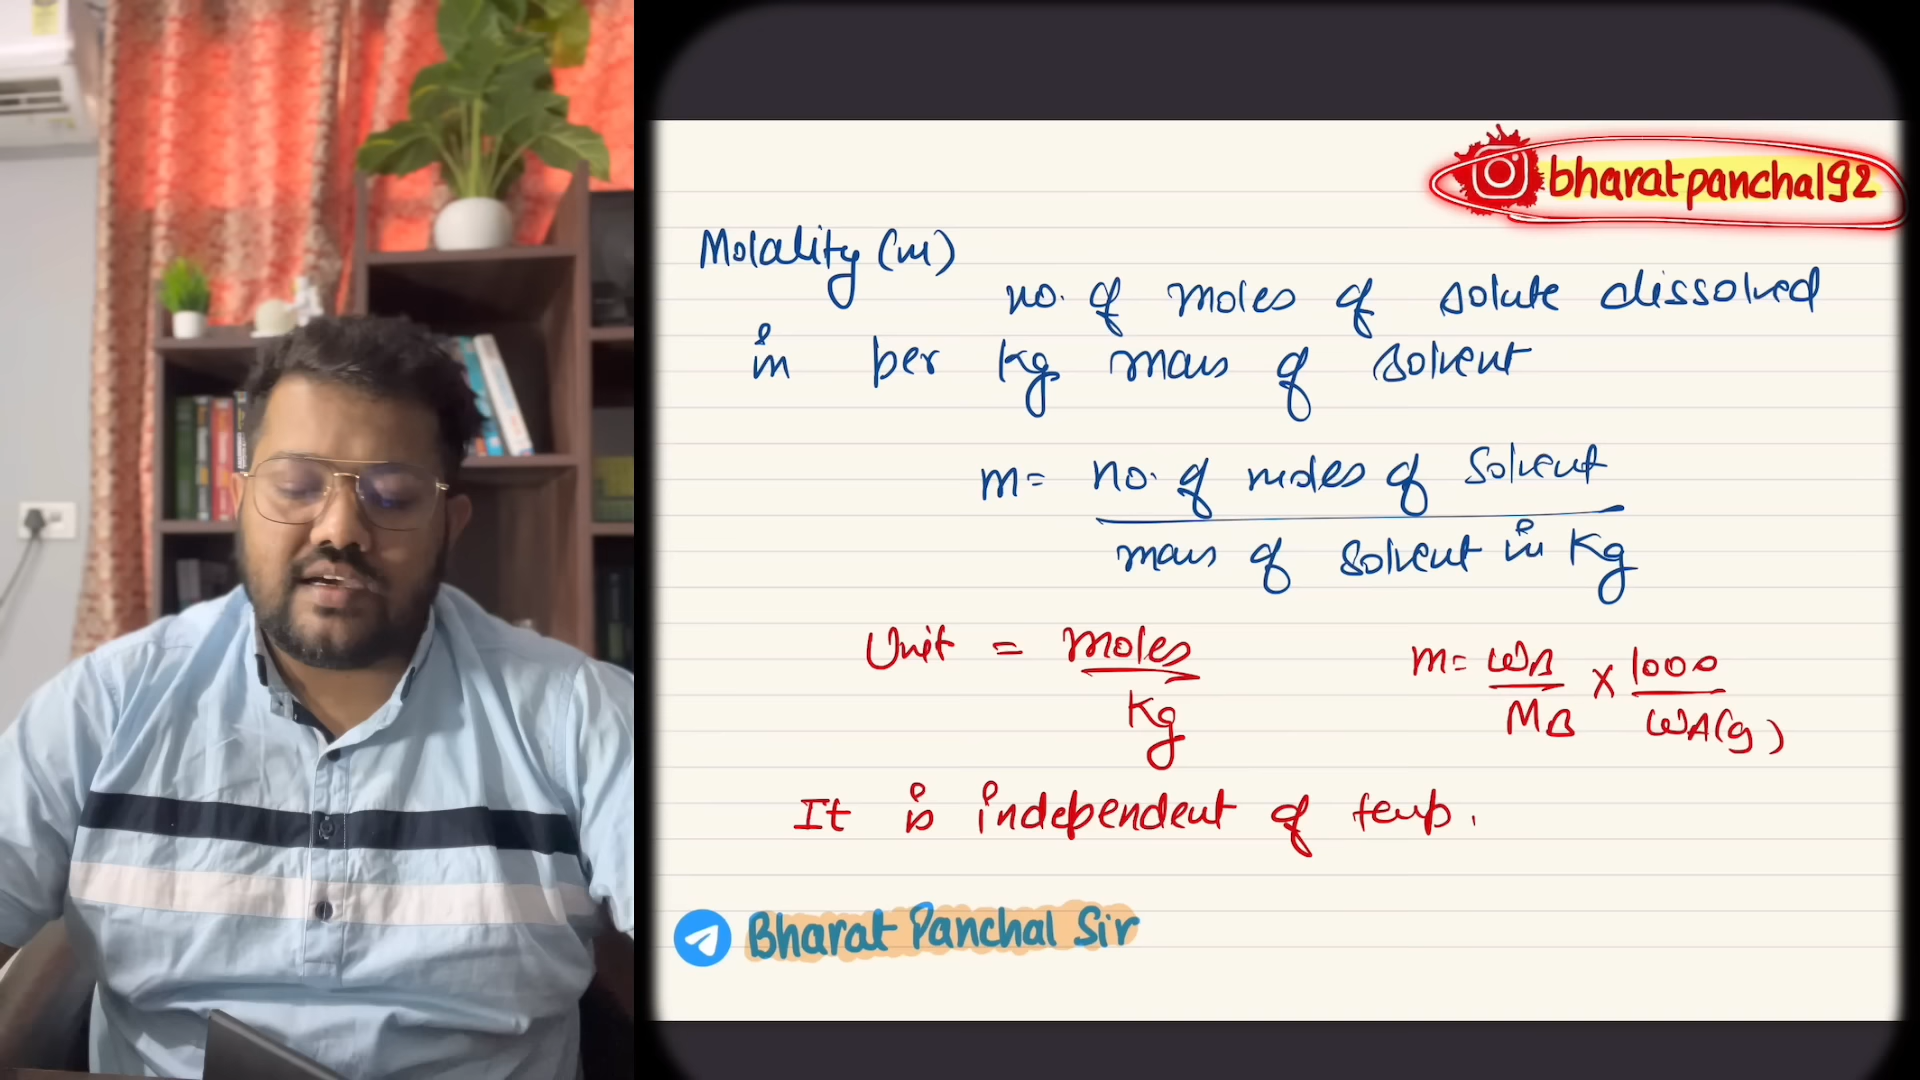 bharatpanchal92
Molality (m)
no. of moles of solute dissolved
in per kg mass of solvent
m = no. of moles of Solvent
mass of solvent in Kg
Unit = moles
Kg
m = WB / MB × 1000 / WA(g)
It is independent of temp.
Bharat Panchal Sir